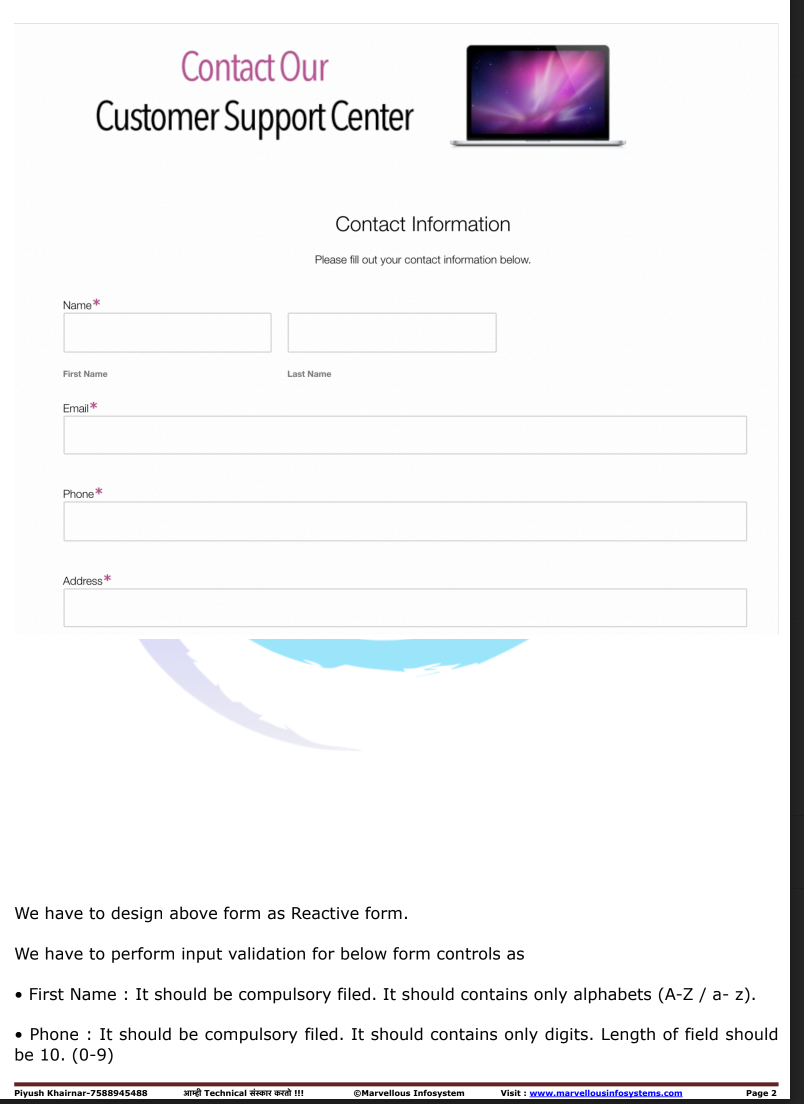 Contact Our
Customer Support Center
Contact Information
Please fill out your contact information below.
Name*
First Name Last Name
Email*
Phone*
Address*
We have to design above form as Reactive form.
We have to perform input validation for below form controls as
• First Name : It should be compulsory filed. It should contains only alphabets (A-Z / a- z).
• Phone : It should be compulsory filed. It should contains only digits. Length of field should
be 10. (0-9)
Piyush Khairnar-7588945488 आम्ही Technical संस्कार करतो !!! ©Marvellous Infosystem Visit : www.marvellousinfosystems.com Page 2